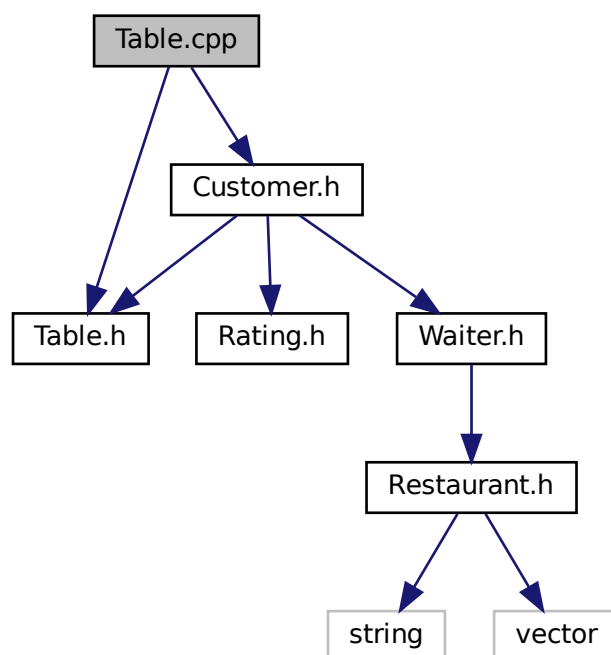 Table.cpp
Customer.h
Table.h
Rating.h
Waiter.h
Restaurant.h
string
vector